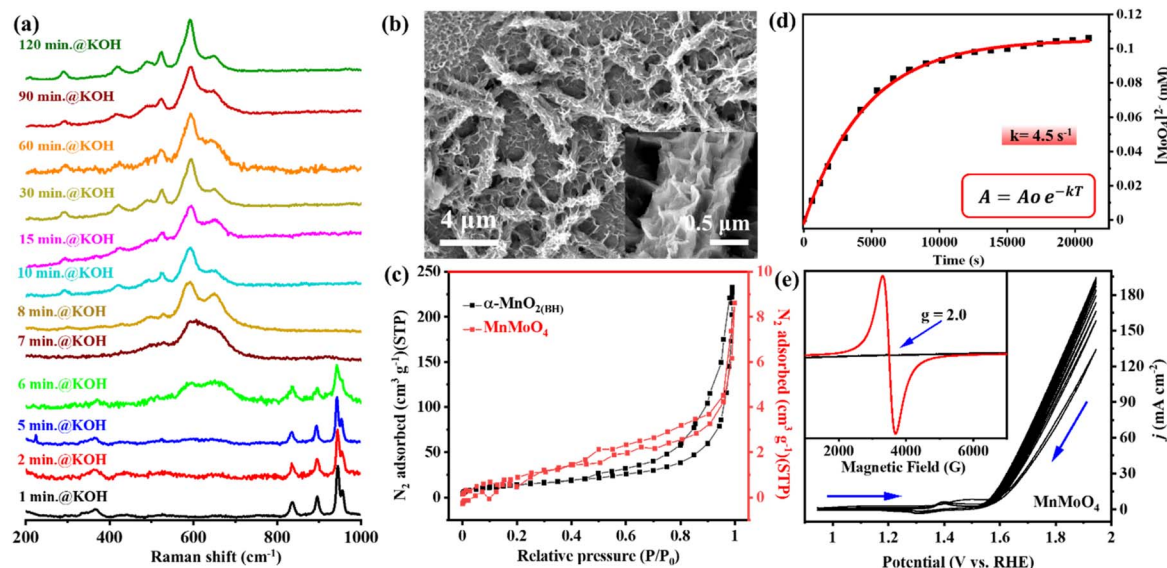 (a)
120 min.@KOH
90 min.@KOH
60 min.@KOH
30 min.@KOH
15 min.@KOH
10 min.@KOH
8 min.@KOH
7 min.@KOH
6 min.@KOH
5 min.@KOH
2 min.@KOH
1 min.@KOH
200 400 600 800 1000
Raman shift (cm⁻¹)
(b)
4 µm
0.5 µm
(c)
250
200
150
100
50
0
N₂ adsorbed (cm³ g⁻¹)(STP)
α-MnO₂(BH)
MnMoO₄
10
8
6
4
2
0
N₂ adsorbed (cm³ g⁻¹)(STP)
0 0.2 0.4 0.6 0.8 1
Relative pressure (P/P₀)
(d)
0.12
0.1
0.08
0.06
0.04
0.02
0
[MoO₄]²⁻ (mM)
k= 4.5 s⁻¹
A = Ao e⁻ᵏᵀ
0 5000 10000 15000 20000
Time (s)
(e)
g = 2.0
2000 4000 6000
Magnetic Field (G)
180
150
120
90
60
30
0
j (mA cm⁻²)
MnMoO₄
1 1.2 1.4 1.6 1.8 2
Potential (V vs. RHE)